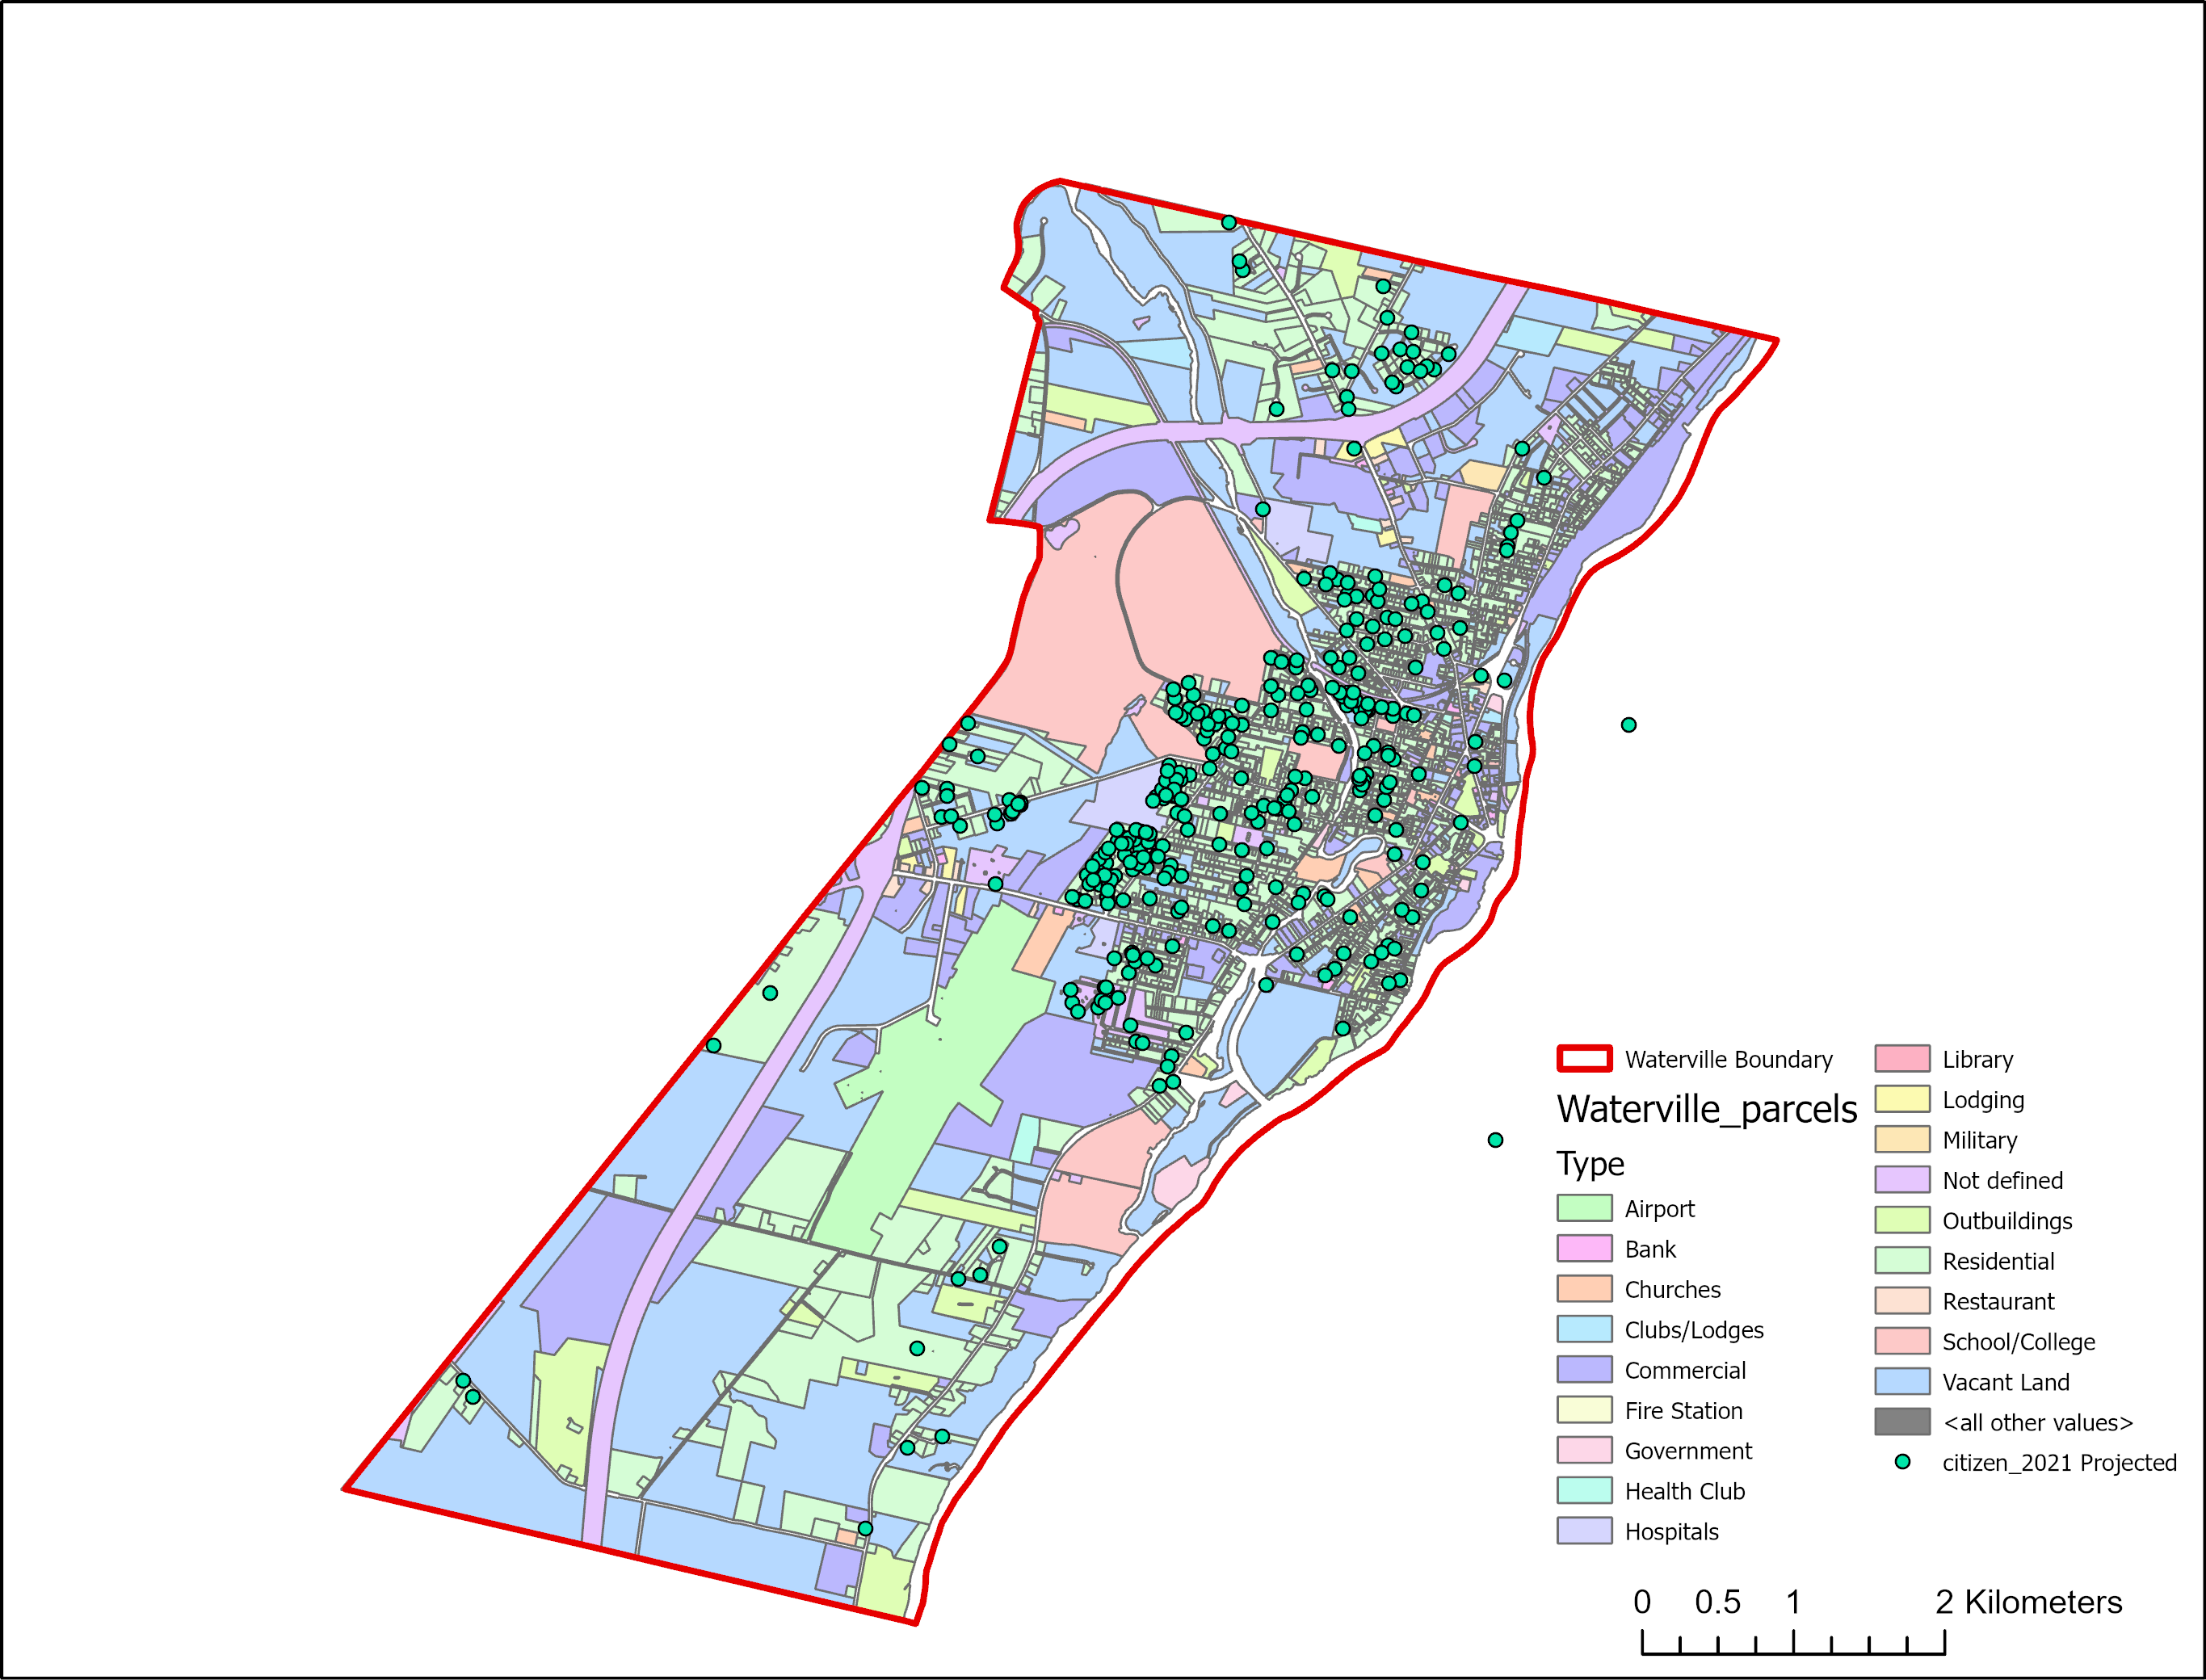 Waterville Boundary
Waterville_parcels
Type
Airport
Bank
Churches
Clubs/Lodges
Commercial
Fire Station
Government
Health Club
Hospitals
Library
Lodging
Military
Not defined
Outbuildings
Residential
Restaurant
School/College
Vacant Land
<all other values>
citizen_2021 Projected
0 0.5 1 2 Kilometers